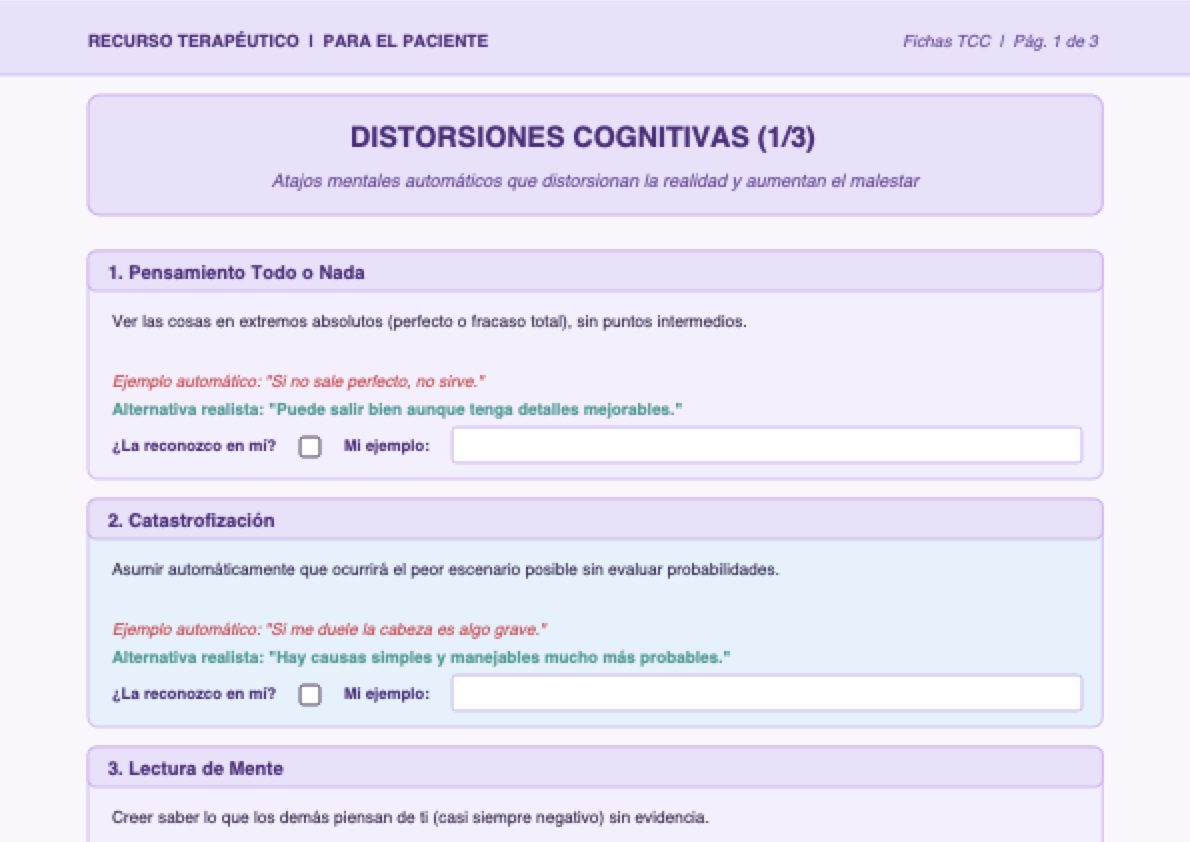 RECURSO TERAPÉUTICO | PARA EL PACIENTE
Fichas TCC | Pág. 1 de 3
DISTORSIONES COGNITIVAS (1/3)
Atajos mentales automáticos que distorsionan la realidad y aumentan el malestar
1. Pensamiento Todo o Nada
Ver las cosas en extremos absolutos (perfecto o fracaso total), sin puntos intermedios.
Ejemplo automático: "Si no sale perfecto, no sirve."
Alternativa realista: "Puede salir bien aunque tenga detalles mejorables."
¿La reconozco en mí? Mi ejemplo:
2. Catastrofización
Asumir automáticamente que ocurrirá el peor escenario posible sin evaluar probabilidades.
Ejemplo automático: "Si me duele la cabeza es algo grave."
Alternativa realista: "Hay causas simples y manejables mucho más probables."
¿La reconozco en mí? Mi ejemplo:
3. Lectura de Mente
Creer saber lo que los demás piensan de ti (casi siempre negativo) sin evidencia.